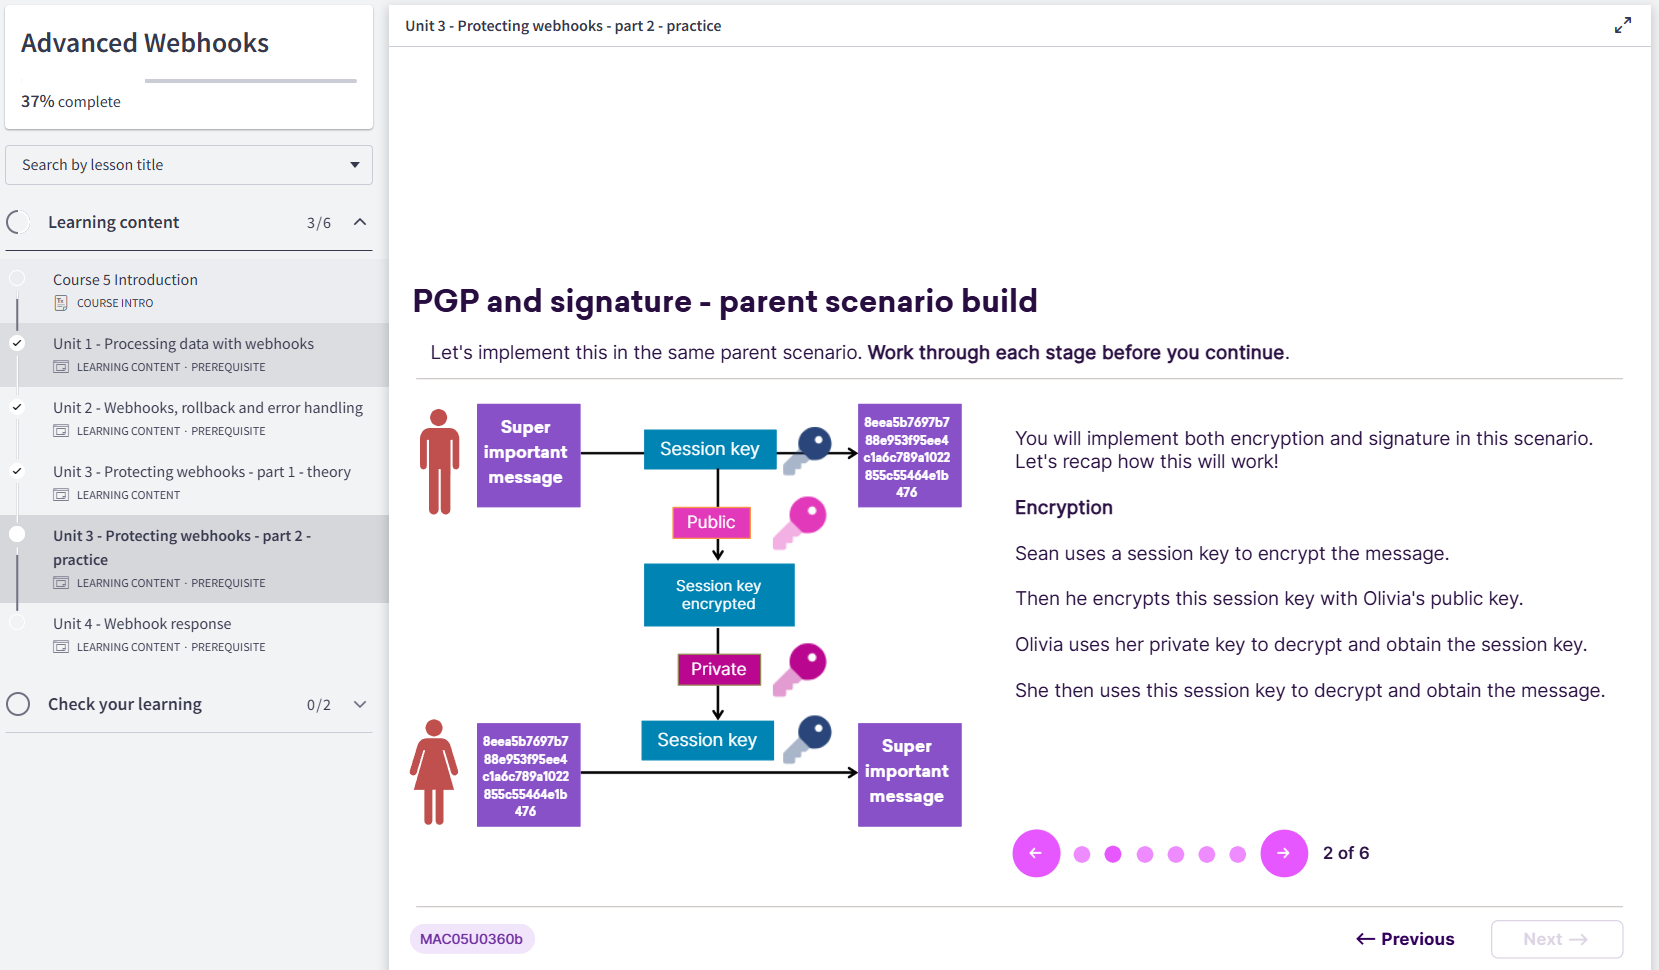 Advanced Webhooks
37% complete
Search by lesson title
Learning content 3/6
Course 5 Introduction
COURSE INTRO
Unit 1 - Processing data with webhooks
LEARNING CONTENT · PREREQUISITE
Unit 2 - Webhooks, rollback and error handling
LEARNING CONTENT · PREREQUISITE
Unit 3 - Protecting webhooks - part 1 - theory
LEARNING CONTENT
Unit 3 - Protecting webhooks - part 2 -
practice
LEARNING CONTENT · PREREQUISITE
Unit 4 - Webhook response
LEARNING CONTENT · PREREQUISITE
Check your learning 0/2
Unit 3 - Protecting webhooks - part 2 - practice
PGP and signature - parent scenario build
Let's implement this in the same parent scenario. Work through each stage before you continue.
Super
important
message
Session key
8eea5b7697b7
88e953f95ee4
c1a6c789a1022
855c55464e1b
476
Public
Session key
encrypted
Private
8eea5b7697b7
88e953f95ee4
c1a6c789a1022
855c55464e1b
476
Session key
Super
important
message
You will implement both encryption and signature in this scenario.
Let's recap how this will work!
Encryption
Sean uses a session key to encrypt the message.
Then he encrypts this session key with Olivia's public key.
Olivia uses her private key to decrypt and obtain the session key.
She then uses this session key to decrypt and obtain the message.
2 of 6
MAC05U0360b
Previous
Next